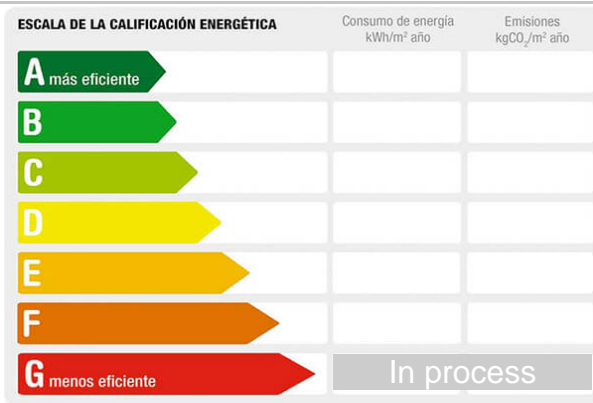 ESCALA DE LA CALIFICACIÓN ENERGÉTICA
Consumo de energía
kWh/m² año
Emisiones
kgCO₂/m² año
A más eficiente
B
C
D
E
F
G menos eficiente
In process